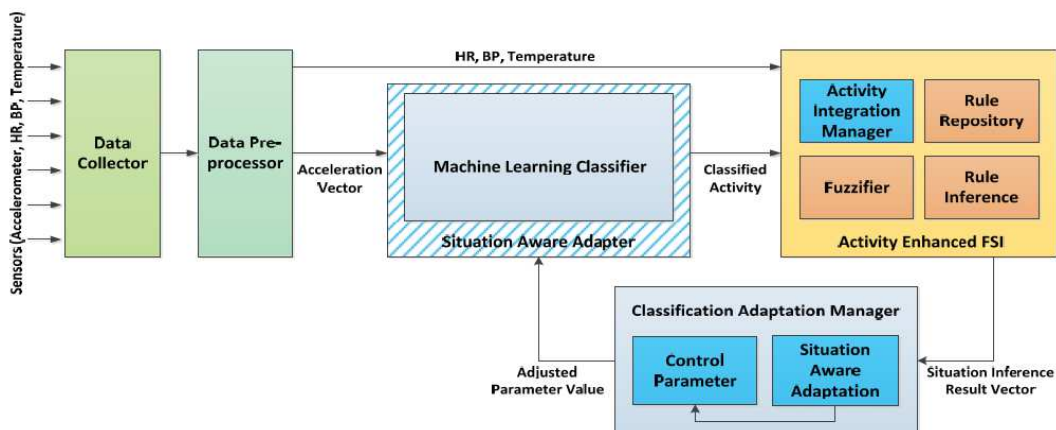 Sensors (Accelerometer, HR, BP, Temperature)
Data
Collector
Data Pre-
processor
HR, BP, Temperature
Acceleration
Vector
Machine Learning Classifier
Situation Aware Adapter
Classified
Activity
Activity
Integration
Manager
Rule
Repository
Fuzzifier
Rule
Inference
Activity Enhanced FSI
Classification Adaptation Manager
Control
Parameter
Situation
Aware
Adaptation
Adjusted
Parameter Value
Situation Inference
Result Vector